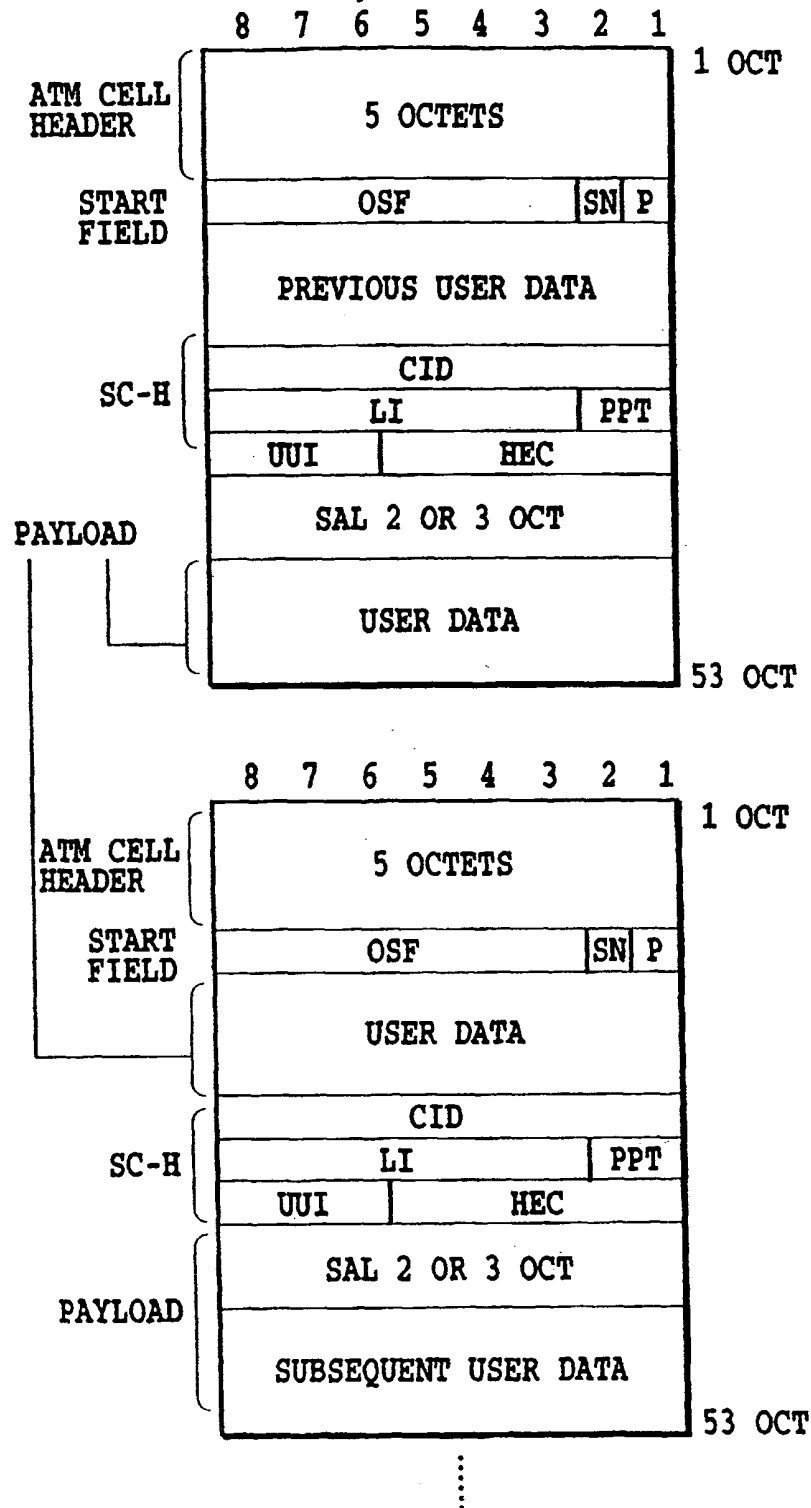 8 7 6 5 4 3 2 1
1 OCT
ATM CELL
HEADER
5 OCTETS
START
FIELD
OSF SN P
PREVIOUS USER DATA
SC-H
CID
LI PPT
UUI HEC
SAL 2 OR 3 OCT
PAYLOAD
USER DATA
53 OCT
8 7 6 5 4 3 2 1
1 OCT
ATM CELL
HEADER
5 OCTETS
START
FIELD
OSF SN P
USER DATA
SC-H
CID
LI PPT
UUI HEC
SAL 2 OR 3 OCT
PAYLOAD
SUBSEQUENT USER DATA
53 OCT